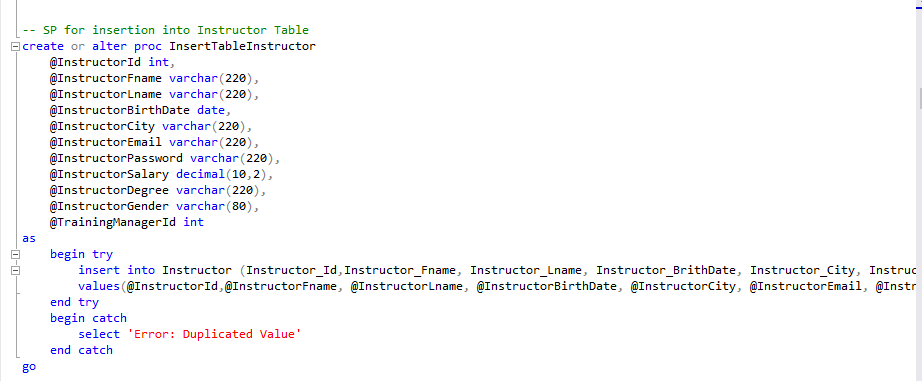 -- SP for insertion into Instructor Table
create or alter proc InsertTableInstructor
    @InstructorId int,
    @InstructorFname varchar(220),
    @InstructorLname varchar(220),
    @InstructorBirthDate date,
    @InstructorCity varchar(220),
    @InstructorEmail varchar(220),
    @InstructorPassword varchar(220),
    @InstructorSalary decimal(10,2),
    @InstructorDegree varchar(220),
    @InstructorGender varchar(80),
    @TrainingManagerId int
as
    begin try
        insert into Instructor (Instructor_Id,Instructor_Fname, Instructor_Lname, Instructor_BrithDate, Instructor_City, Instruc
        values(@InstructorId,@InstructorFname, @InstructorLname, @InstructorBirthDate, @InstructorCity, @InstructorEmail, @Instr
    end try
    begin catch
        select 'Error: Duplicated Value'
    end catch
go